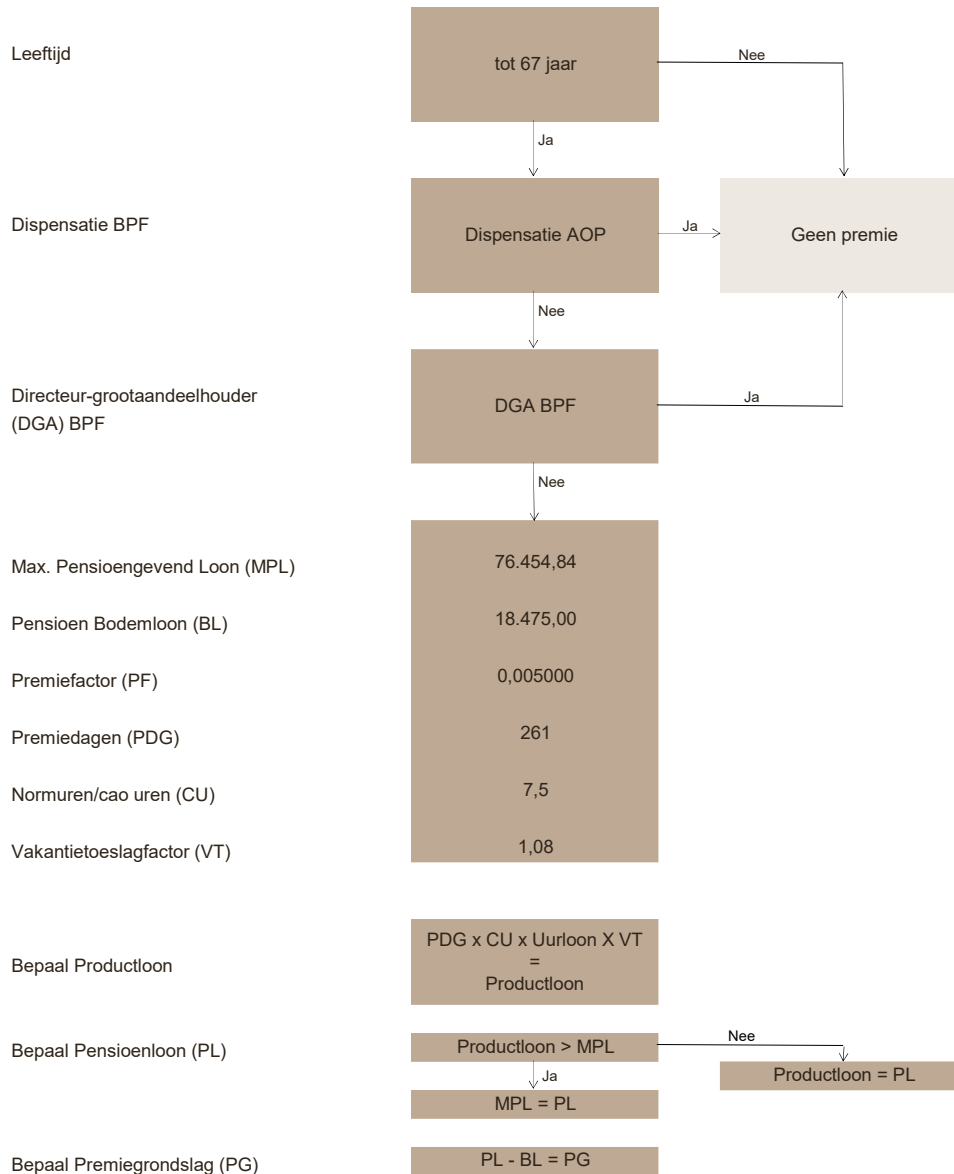 Leeftijd
tot 67 jaar
Nee
Ja
Dispensatie BPF
Dispensatie AOP
Ja
Geen premie
Nee
Directeur-grootaandeelhouder
(DGA) BPF
DGA BPF
Ja
Nee
Max. Pensioengevend Loon (MPL)
76.454,84
Pensioen Bodemloon (BL)
18.475,00
Premiefactor (PF)
0,005000
Premiedagen (PDG)
261
Normuren/cao uren (CU)
7,5
Vakantietoeslagfactor (VT)
1,08
Bepaal Productloon
PDG x CU x Uurloon X VT
=
Productloon
Bepaal Pensioenloon (PL)
Productloon > MPL
Nee
Productloon = PL
Ja
MPL = PL
Bepaal Premiegrondslag (PG)
PL - BL = PG